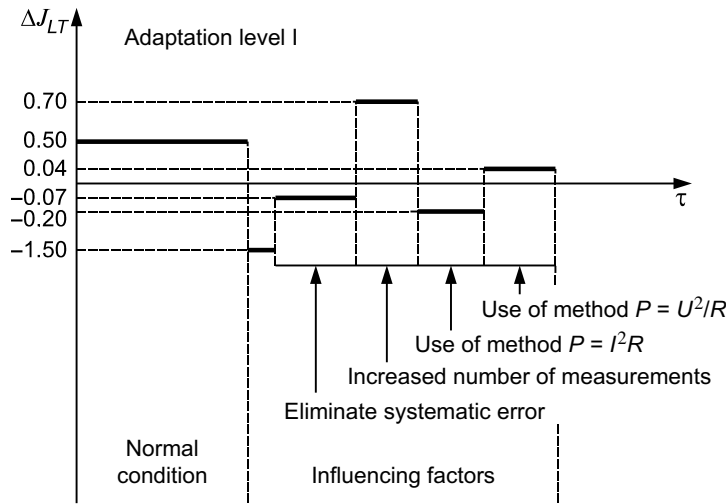 ΔJ_LT
Adaptation level I
0.70
0.50
0.04
–0.07
–0.20
–1.50
τ
Use of method P = U²/R
Use of method P = I²R
Increased number of measurements
Eliminate systematic error
Normal
condition
Influencing factors